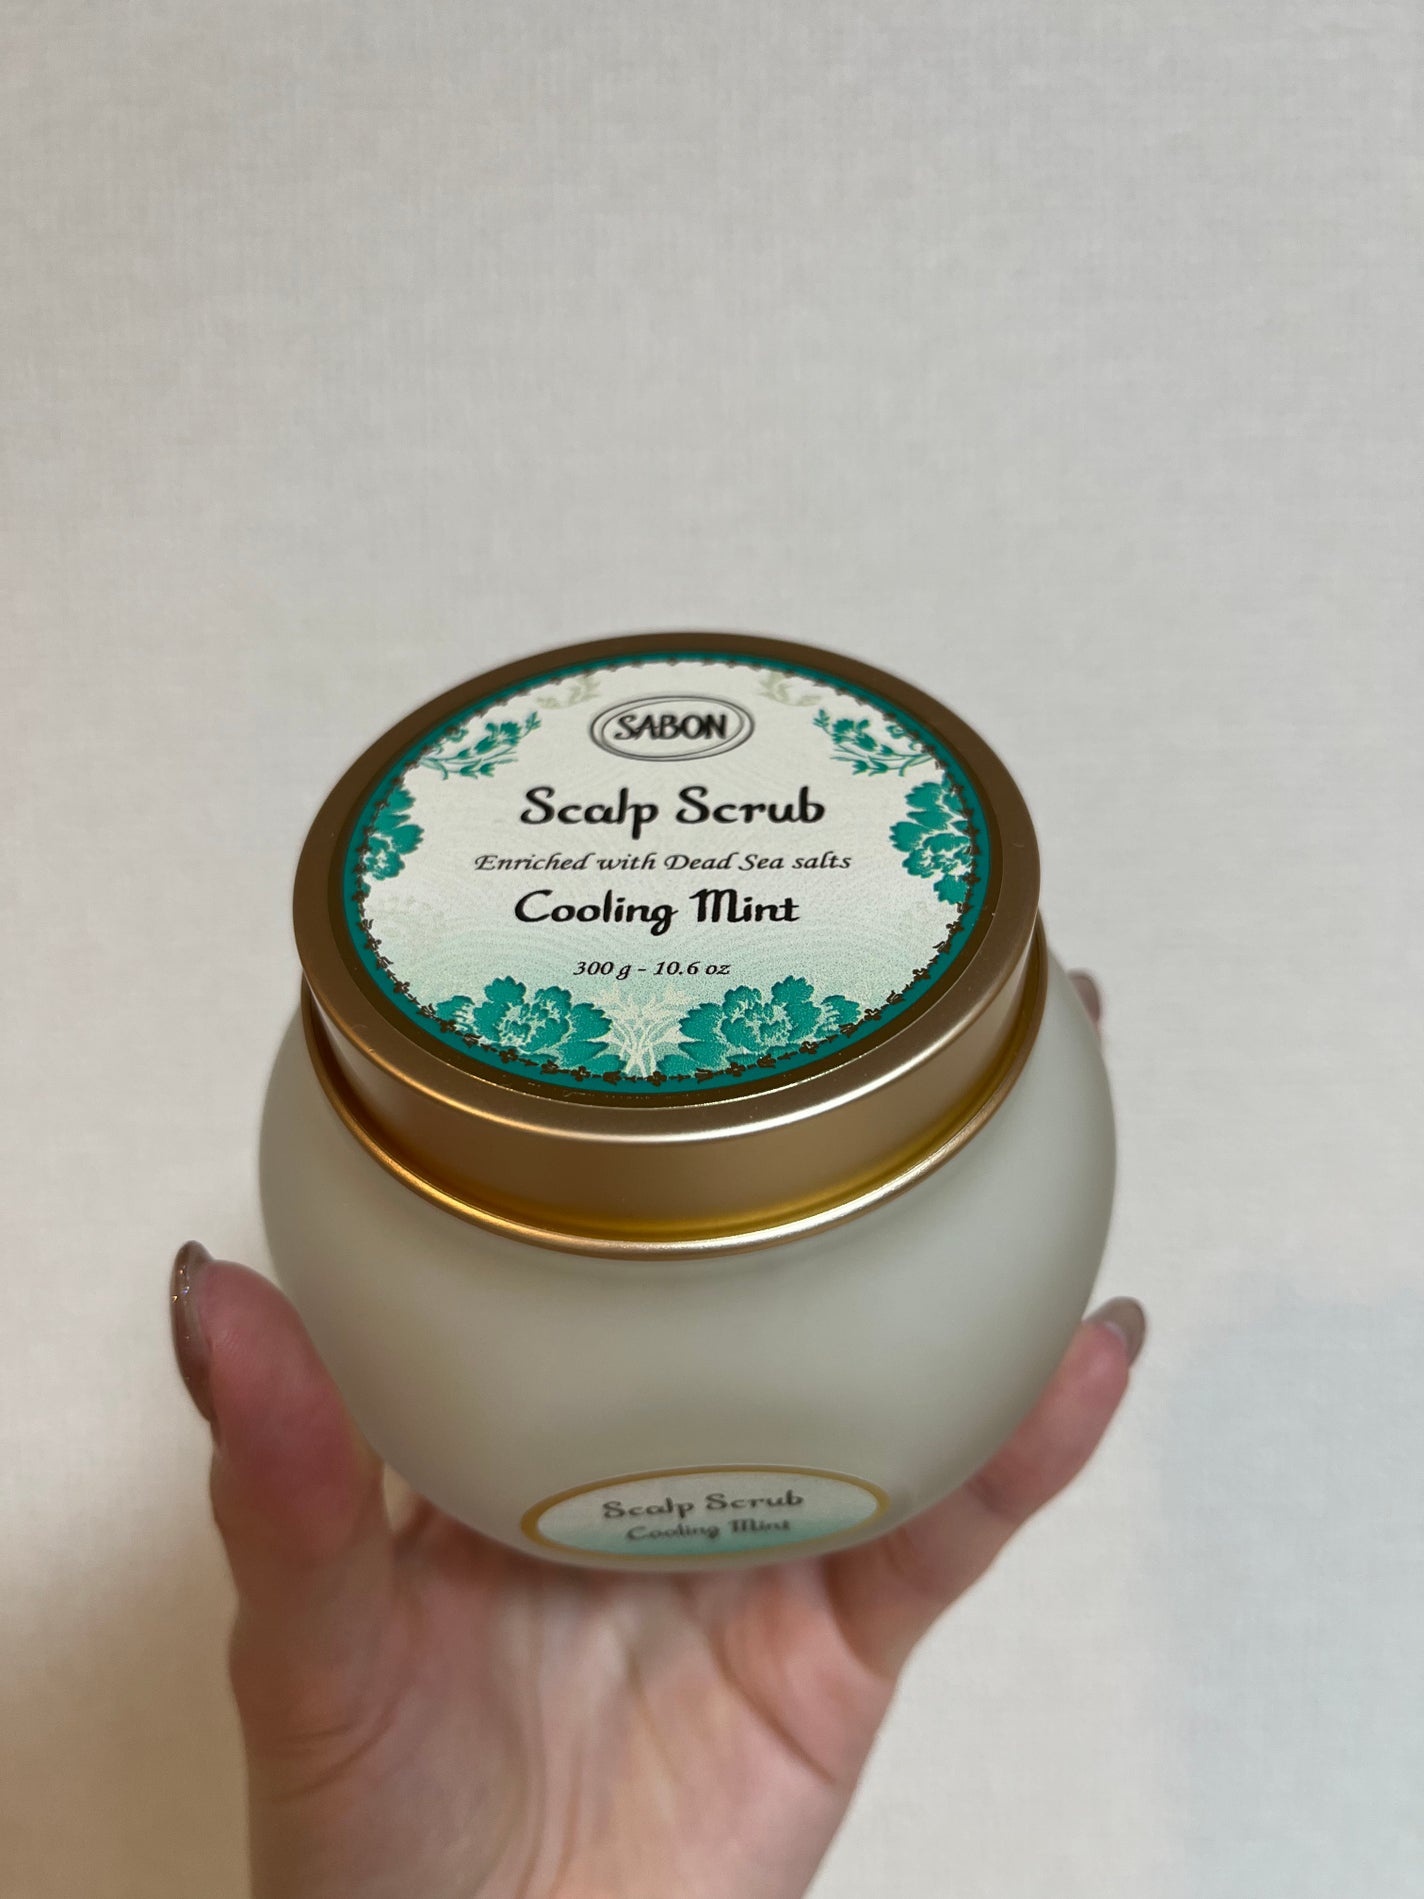 SABON
Scalp Scrub
Enriched with Dead Sea salts
Cooling Mint
300 g - 10.6 oz
Scalp Scrub
Cooling Mint